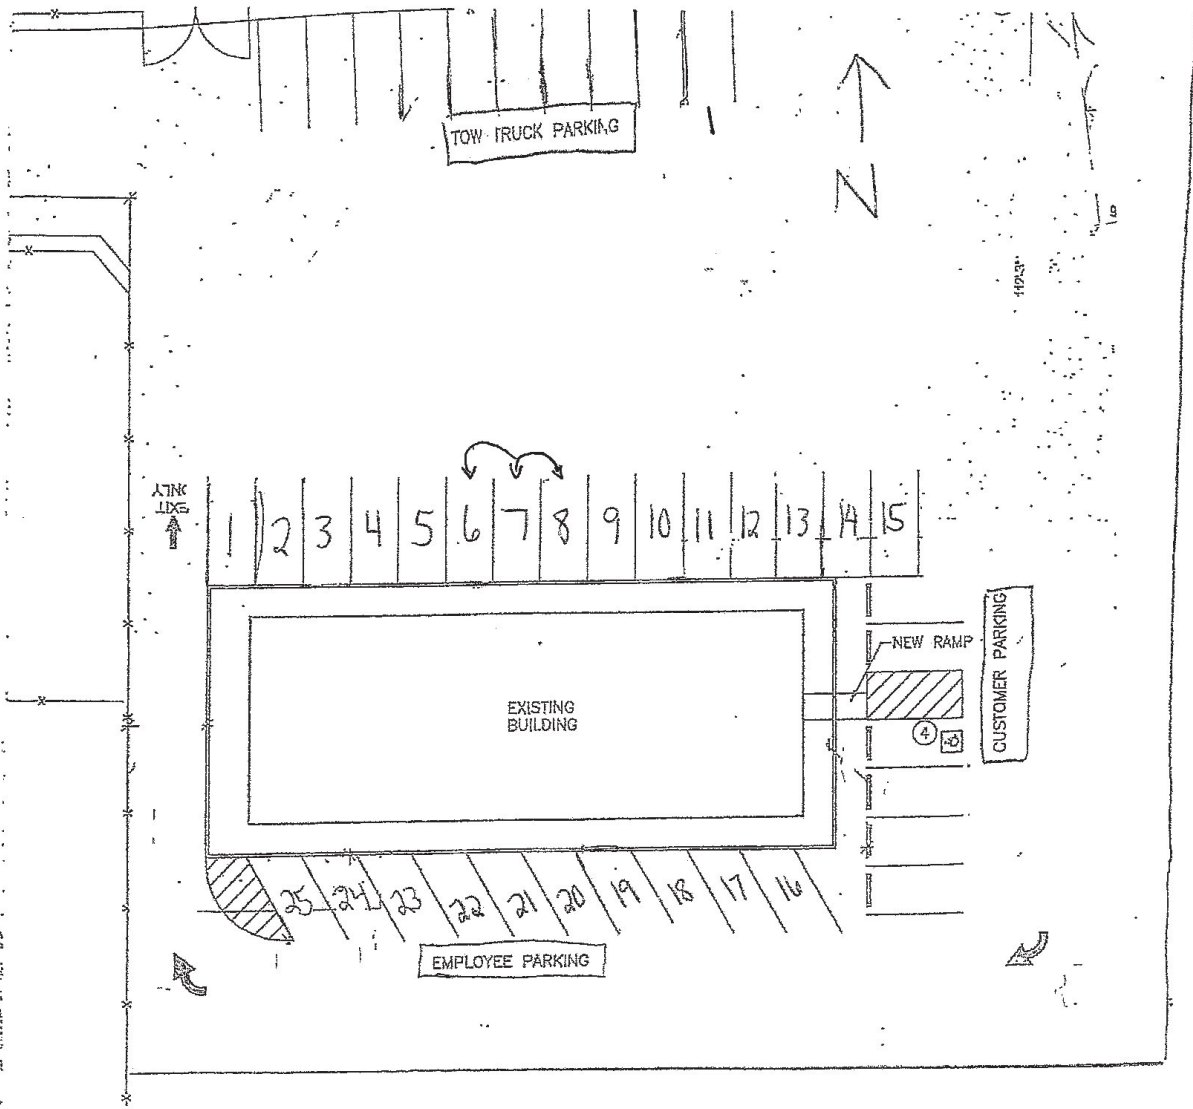 TOW TRUCK PARKING
N
112'-3"
EXIT
ONLY
1 2 3 4 5 6 7 8 9 10 11 12 13 14 15
NEW RAMP
CUSTOMER PARKING
EXISTING
BUILDING
4
25 24 23 22 21 20 19 18 17 16
EMPLOYEE PARKING